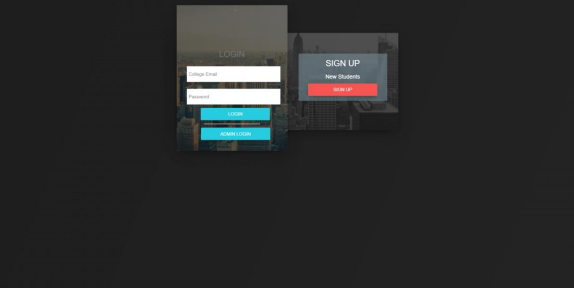 LOGIN
College Email
Password
LOGIN
ADMIN LOGIN
SIGN UP
New Students
SIGN UP